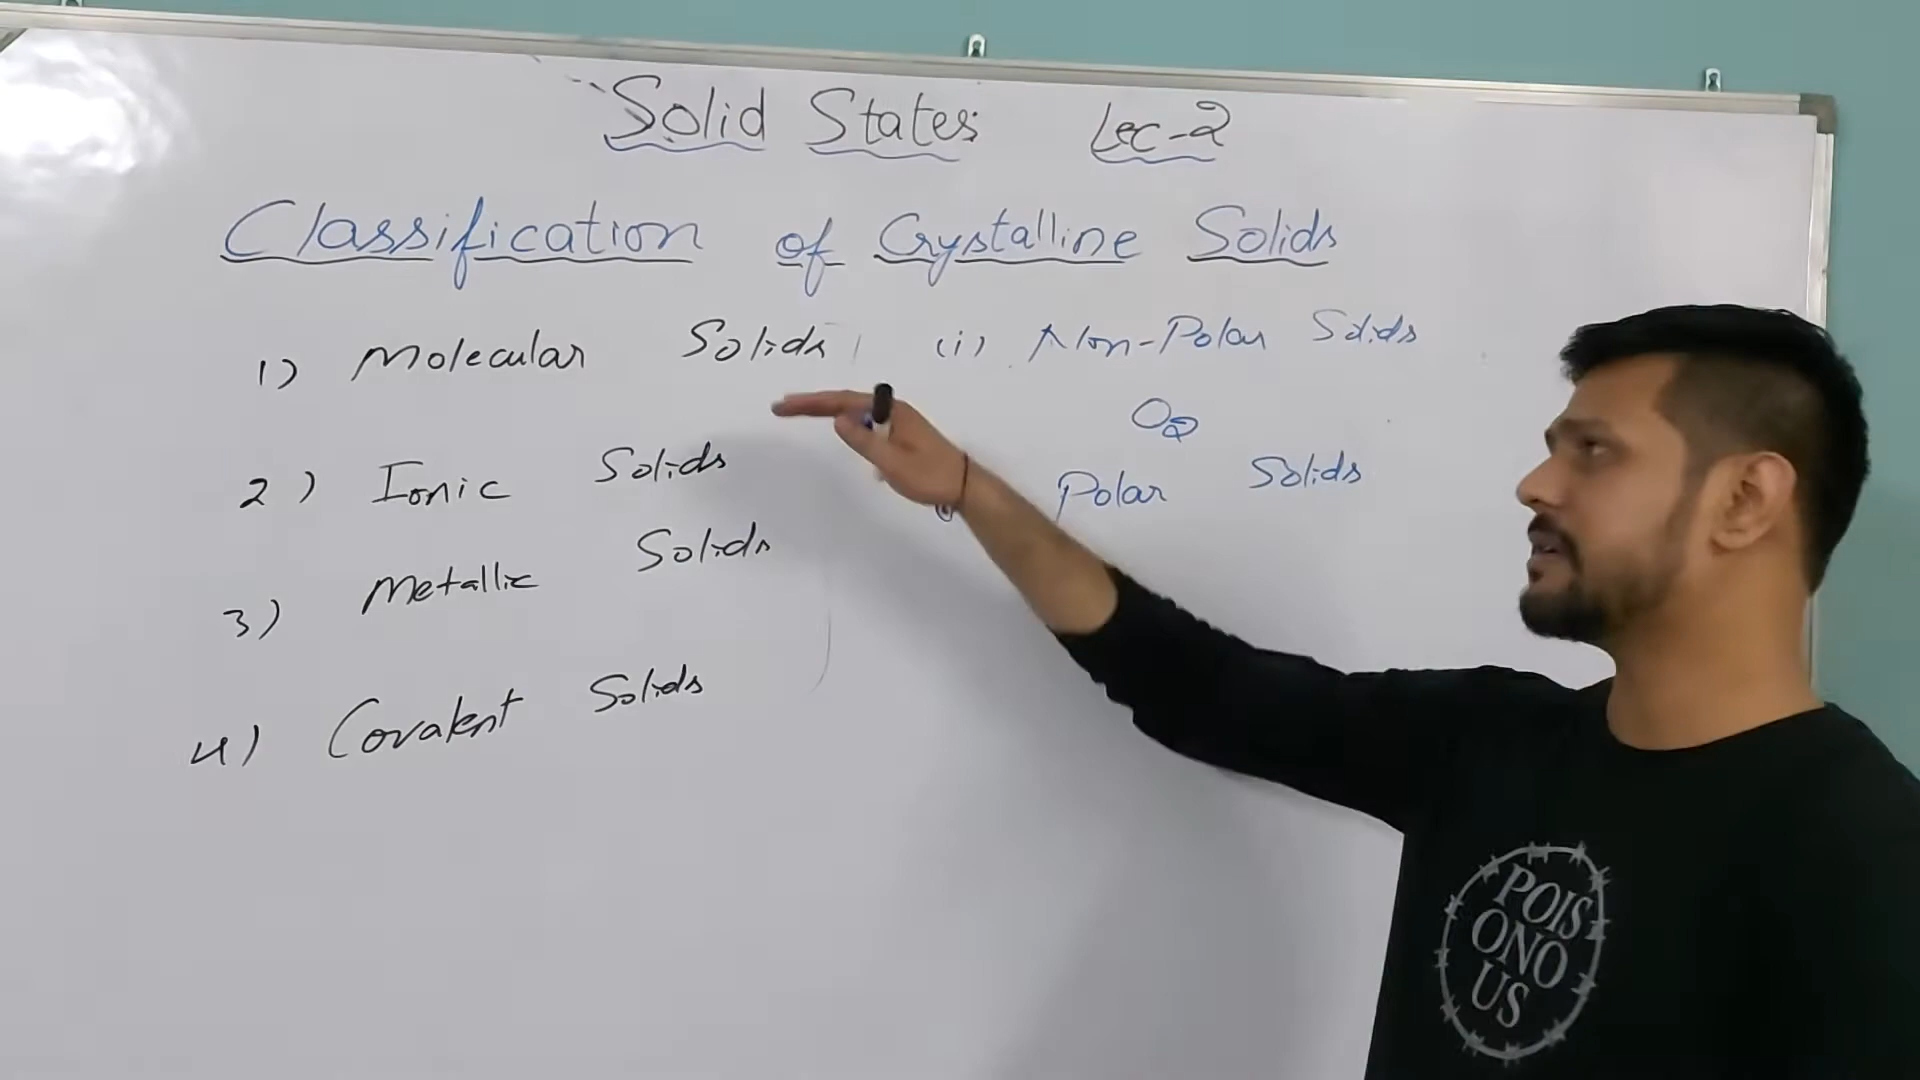 Solid States Lec-2
Classification of Crystalline Solids
1) Molecular Solids (i) Non-Polar Solids
O2
2) Ionic Solids Polar Solids
3) Metallic Solids
4) Covalent Solids
POIS
ONO
US